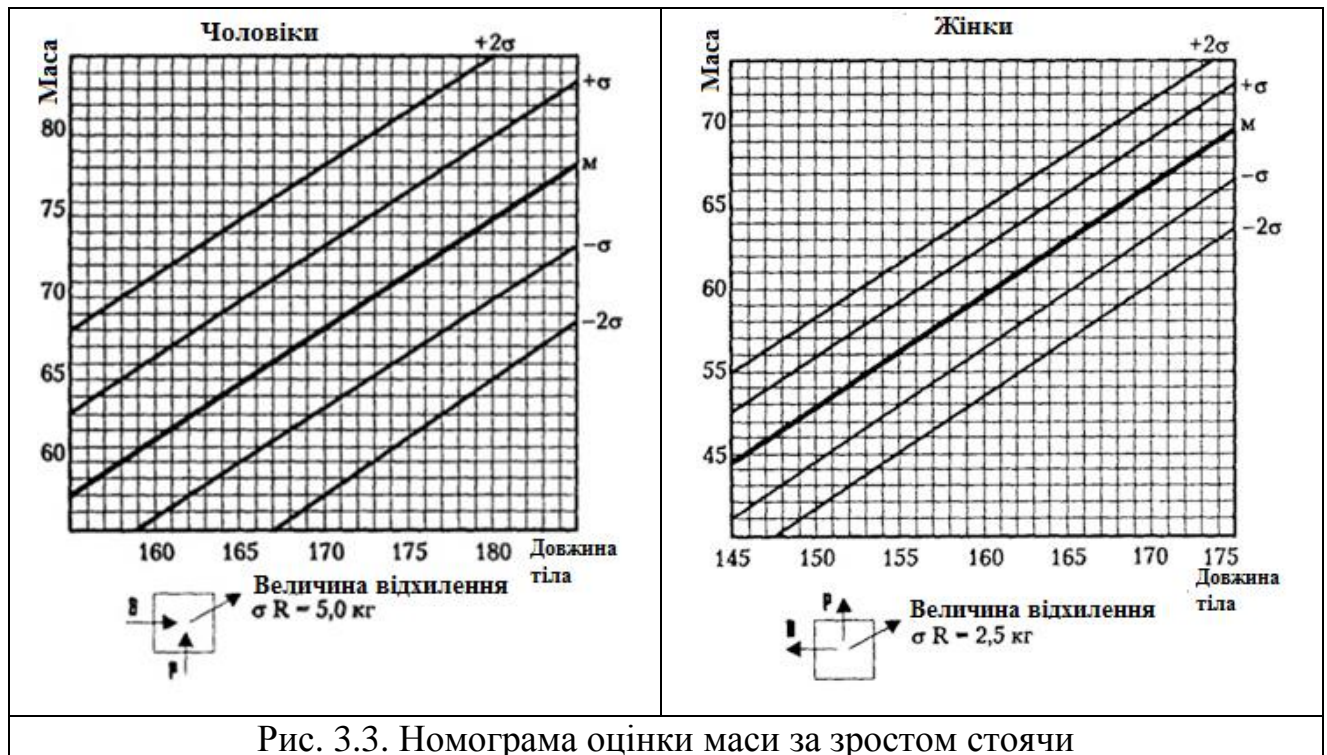 Чоловіки
Маса
+2σ
+σ
м
−σ
−2σ
80
75
70
65
60
160 165 170 175 180 Довжина
тіла
Величина відхилення
σ R − 5,0 кг
Жінки
Маса
+2σ
+σ
м
−σ
−2σ
70
65
60
55
45
145 150 155 160 165 170 175
Довжина
тіла
P
Величина відхилення
σ R − 2,5 кг
Рис. 3.3. Номограма оцінки маси за зростом стоячи